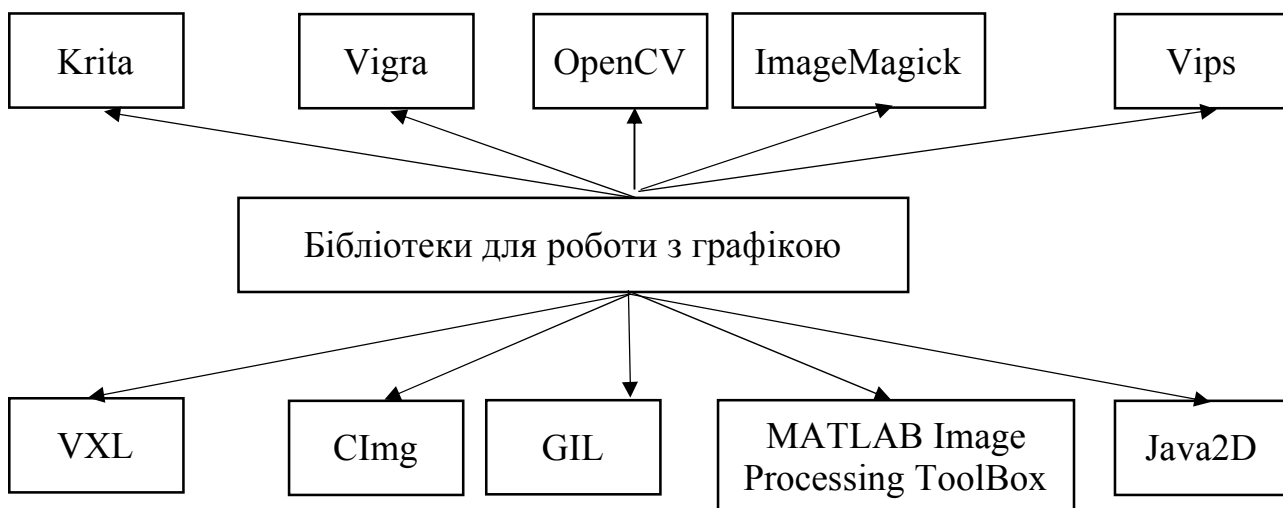 Krita
Vigra
OpenCV
ImageMagick
Vips
Бібліотеки для роботи з графікою
VXL
CImg
GIL
MATLAB Image
Processing ToolBox
Java2D